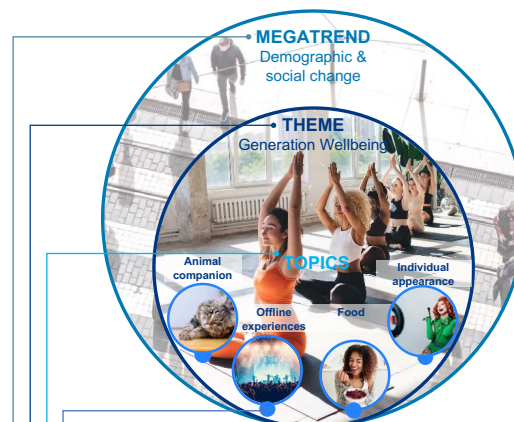 MEGATREND
Demographic &
social change
THEME
Generation Wellbeing
TOPICS
Animal
companion
Individual
appearance
Offline
experiences
Food